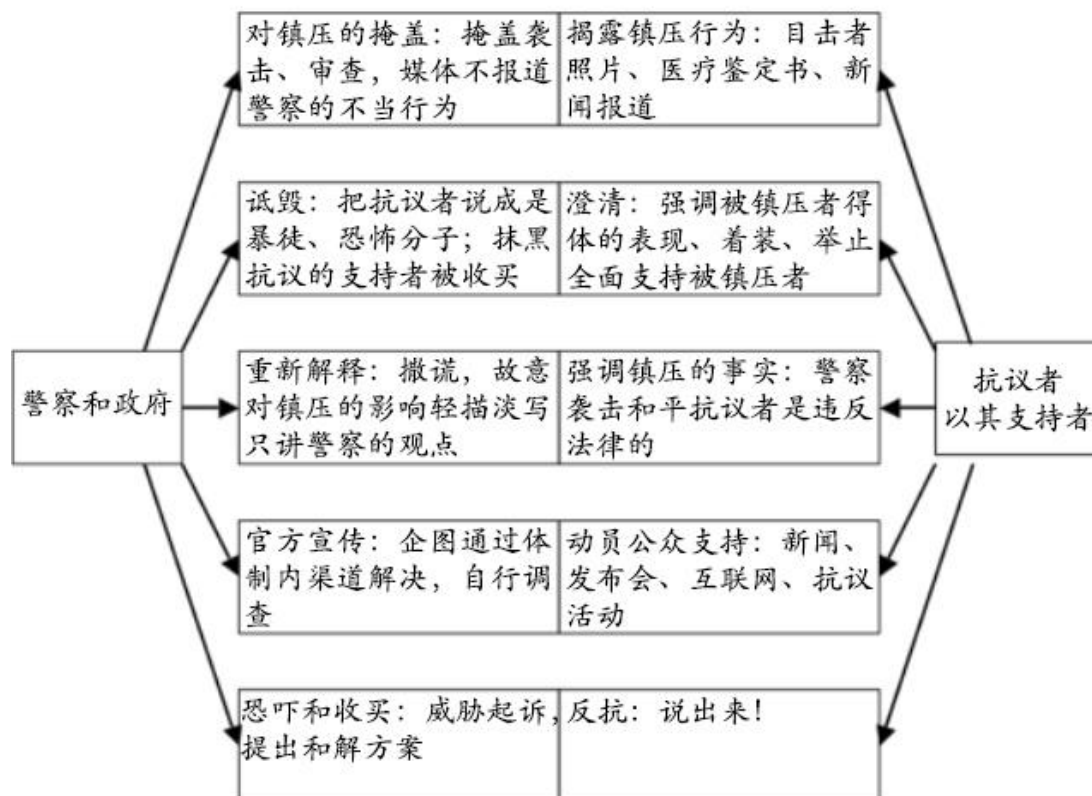 对镇压的掩盖：掩盖袭
击、审查，媒体不报道
警察的不当行为
揭露镇压行为：目击者
照片、医疗鉴定书、新
闻报道
诋毁：把抗议者说成是
暴徒、恐怖分子；抹黑
抗议的支持者被收买
澄清：强调被镇压者得
体的表现、着装、举止
全面支持被镇压者
警察和政府
重新解释：撒谎，故意
对镇压的影响轻描淡写
只讲警察的观点
强调镇压的事实：警察
袭击和平抗议者是违反
法律的
抗议者
以其支持者
官方宣传：企图通过体
制内渠道解决，自行调
查
动员公众支持：新闻、
发布会、互联网、抗议
活动
恐吓和收买：威胁起诉，
提出和解方案
反抗：说出来！